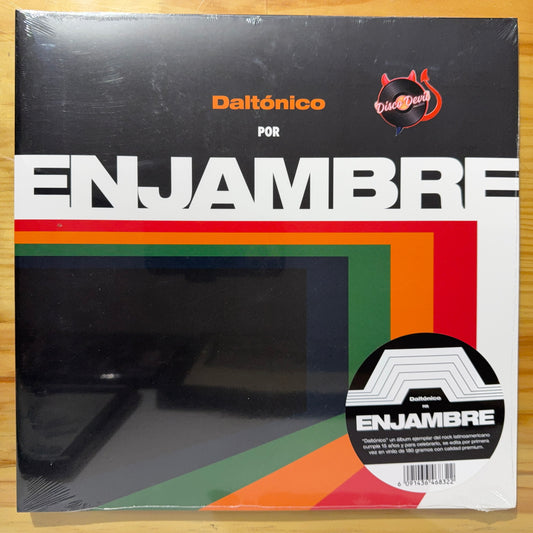 Daltónico
Disco Devil
POR
ENJAMBRE
Daltónico
POR
ENJAMBRE
"Daltónico" un álbum ejemplar del rock latinoamericano
cumple 15 años y para celebrarlo, se edita por primera
vez en vinilo de 180 gramos con calidad premium.
6 091436 468322